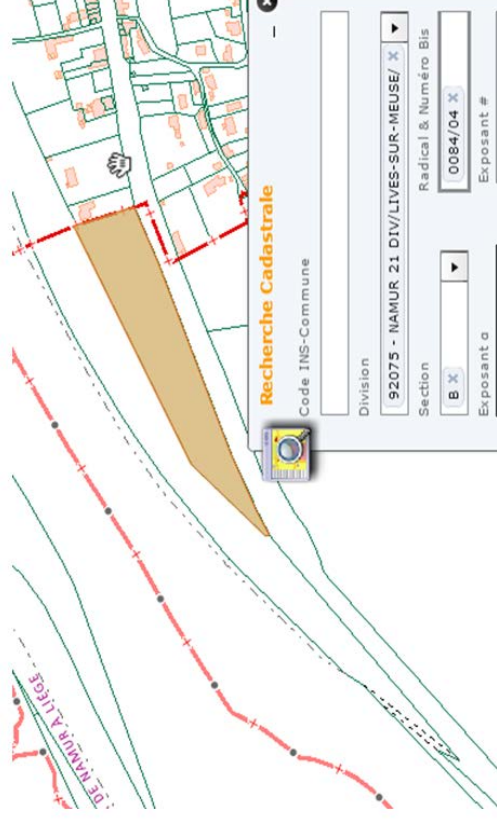 DE NAMUR À LIÈGE
Recherche Cadastrale
Code INS-Commune
Division
92075 - NAMUR 21 DIV/LIVES-SUR-MEUSE/
Section
Radical & Numéro Bis
B
0084/04
Exposant α
Exposant #